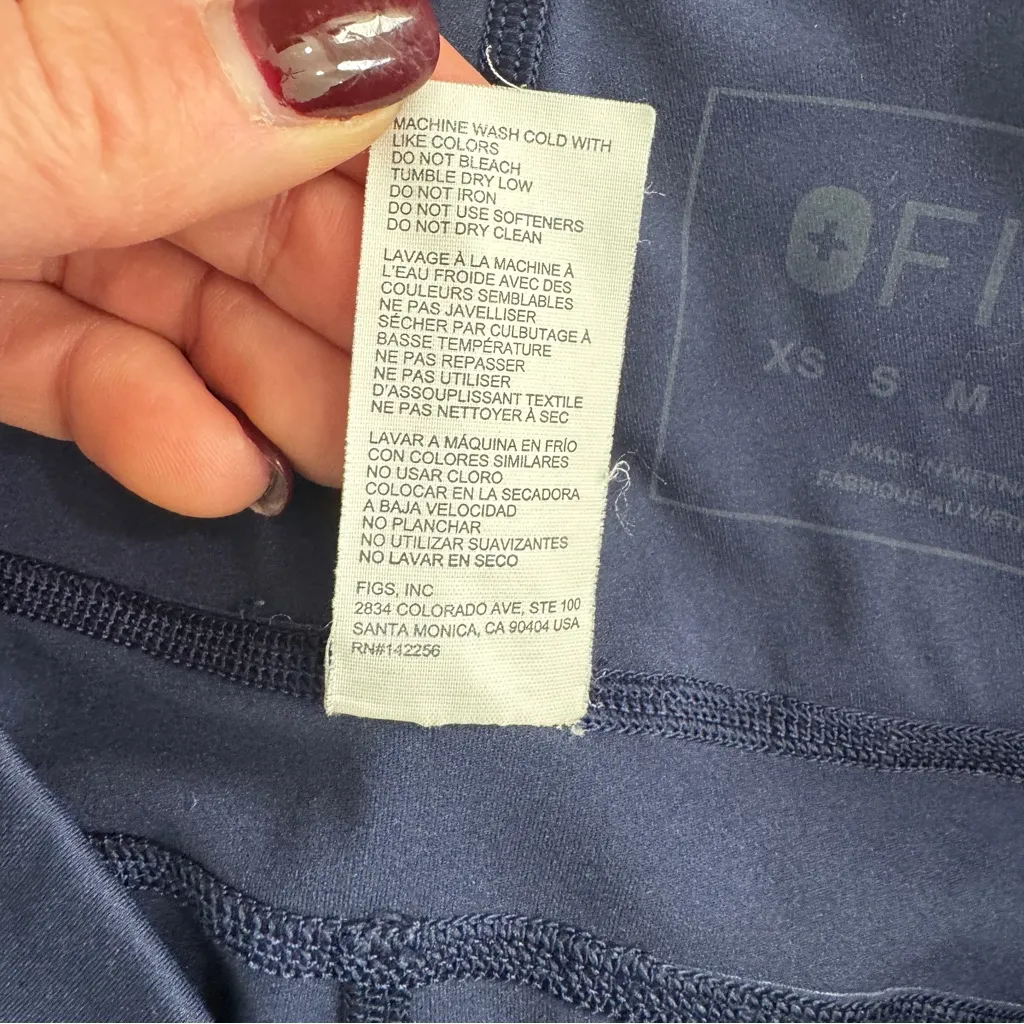 MACHINE WASH COLD WITH
LIKE COLORS
DO NOT BLEACH
TUMBLE DRY LOW
DO NOT IRON
DO NOT USE SOFTENERS
DO NOT DRY CLEAN
LAVAGE À LA MACHINE À
L'EAU FROIDE AVEC DES
COULEURS SEMBLABLES
NE PAS JAVELLISER
SÉCHER PAR CULBUTAGE À
BASSE TEMPÉRATURE
NE PAS REPASSER
NE PAS UTILISER
D'ASSOUPLISSANT TEXTILE
NE PAS NETTOYER À SEC
LAVAR A MÁQUINA EN FRÍO
CON COLORES SIMILARES
NO USAR CLORO
COLOCAR EN LA SECADORA
A BAJA VELOCIDAD
NO PLANCHAR
NO UTILIZAR SUAVIZANTES
NO LAVAR EN SECO
FIGS, INC
2834 COLORADO AVE, STE 100
SANTA MONICA, CA 90404 USA
RN#142256
FI
XS S M
MADE IN
AU